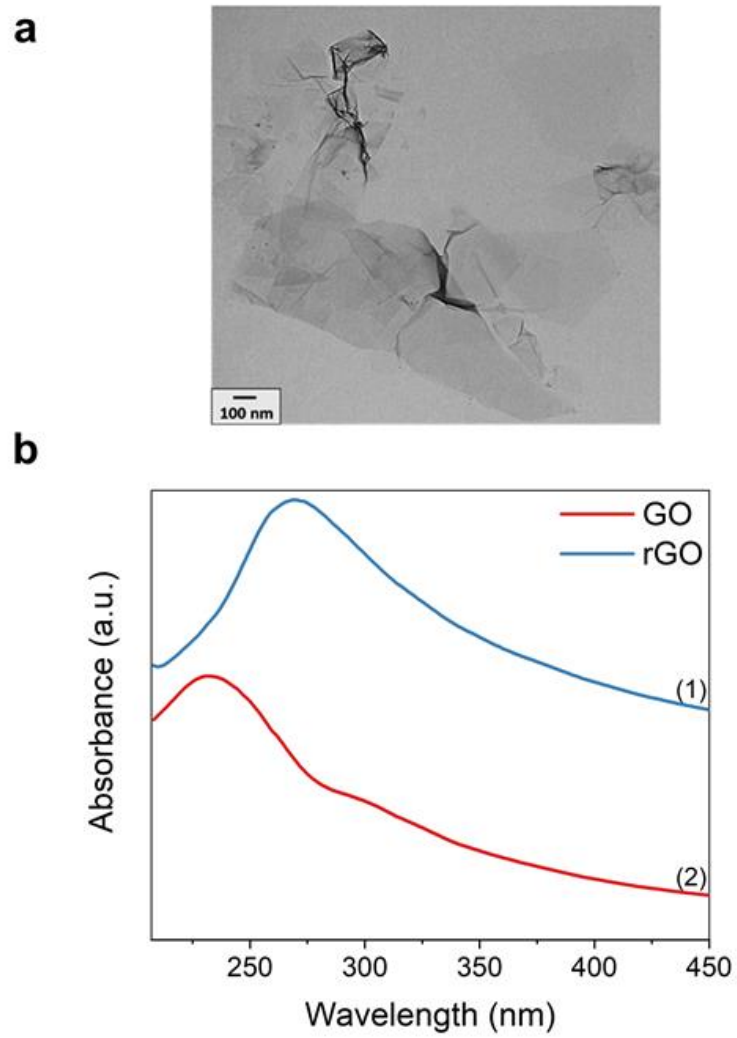 a
100 nm
b
GO
rGO
(1)
(2)
Absorbance (a.u.)
250 300 350 400 450
Wavelength (nm)